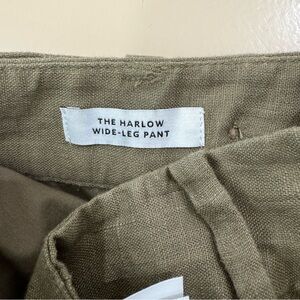 THE HARLOW
WIDE-LEG PANT